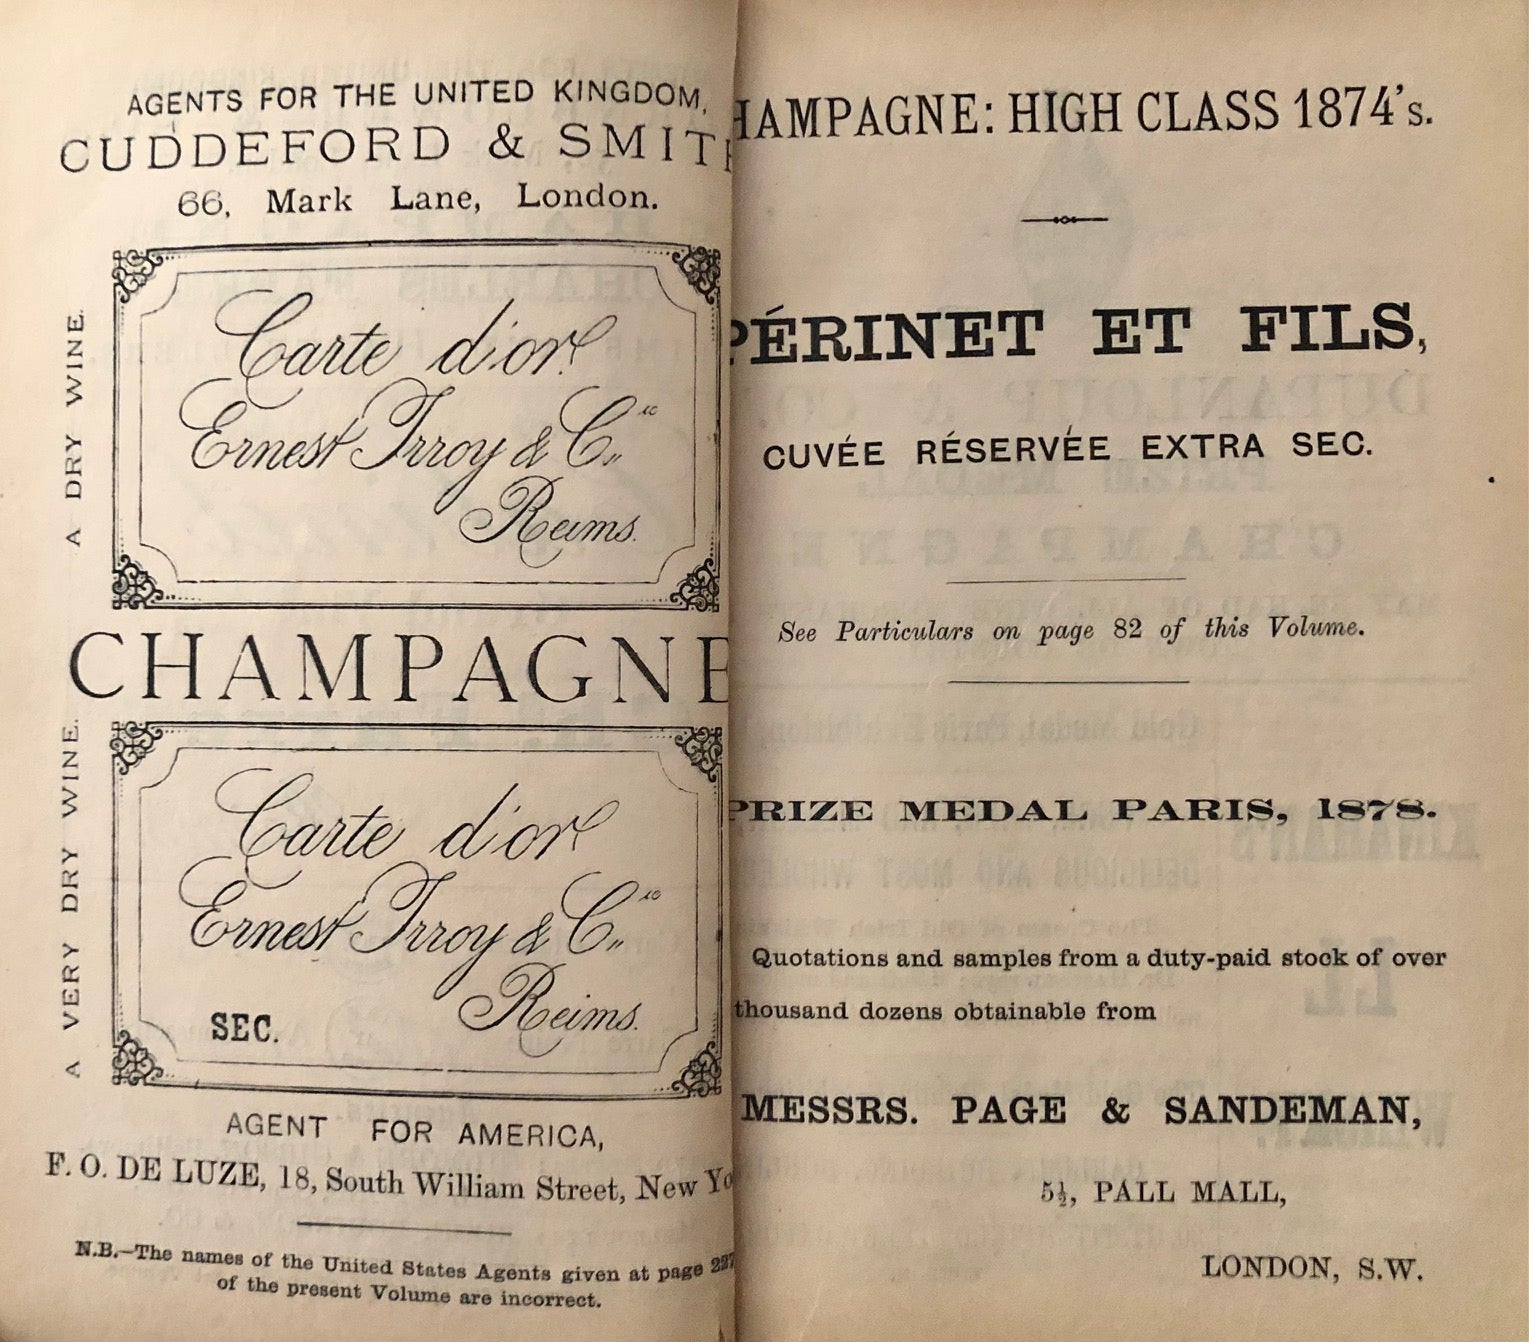 AGENTS FOR THE UNITED KINGDOM,
CUDDEFORD & SMITH
66, Mark Lane, London.
A DRY WINE.
Carte d'or.
Ernest Irroy & Cie
Reims.
CHAMPAGNE
A VERY DRY WINE.
Carte d'or
Ernest Irroy & Cie
Reims.
SEC.
AGENT FOR AMERICA,
F. O. DE LUZE, 18, South William Street, New Yo
N.B.—The names of the United States Agents given at page 227
of the present Volume are incorrect.
HAMPAGNE: HIGH CLASS 1874's.
PÉRINET ET FILS,
CUVÉE RÉSERVÉE EXTRA SEC.
See Particulars on page 82 of this Volume.
PRIZE MEDAL PARIS, 1878.
Quotations and samples from a duty-paid stock of over
thousand dozens obtainable from
MESSRS. PAGE & SANDEMAN,
5½, PALL MALL,
LONDON, S.W.